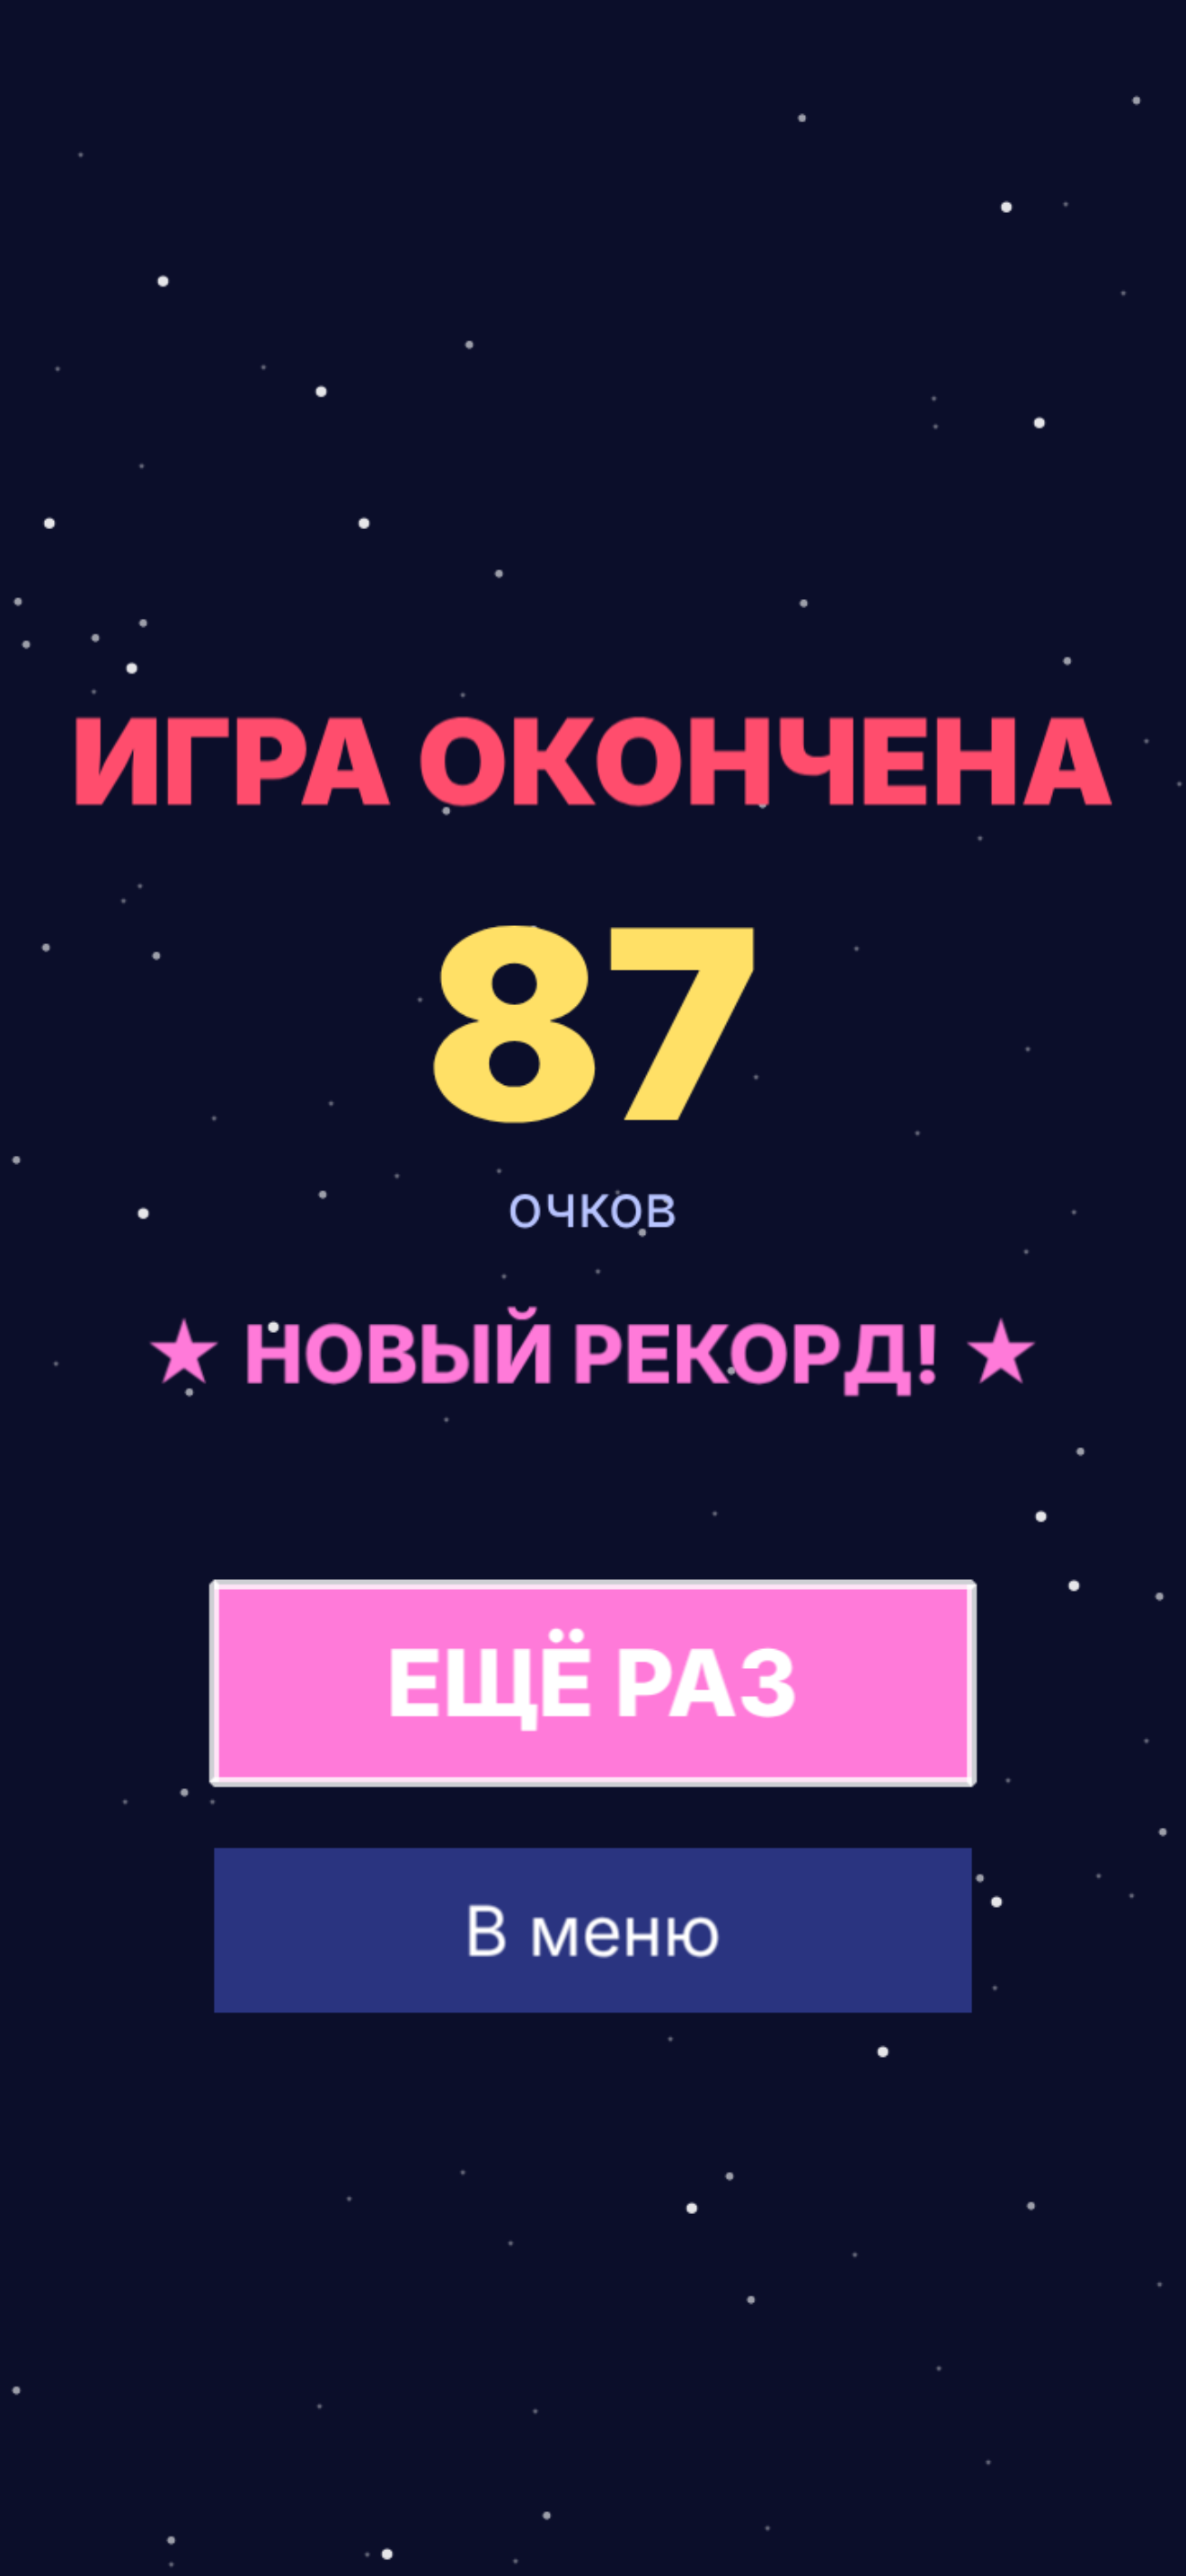 ИГРА ОКОНЧЕНА
87
очков
★ НОВЫЙ РЕКОРД! ★
ЕЩЁ РАЗ
В меню